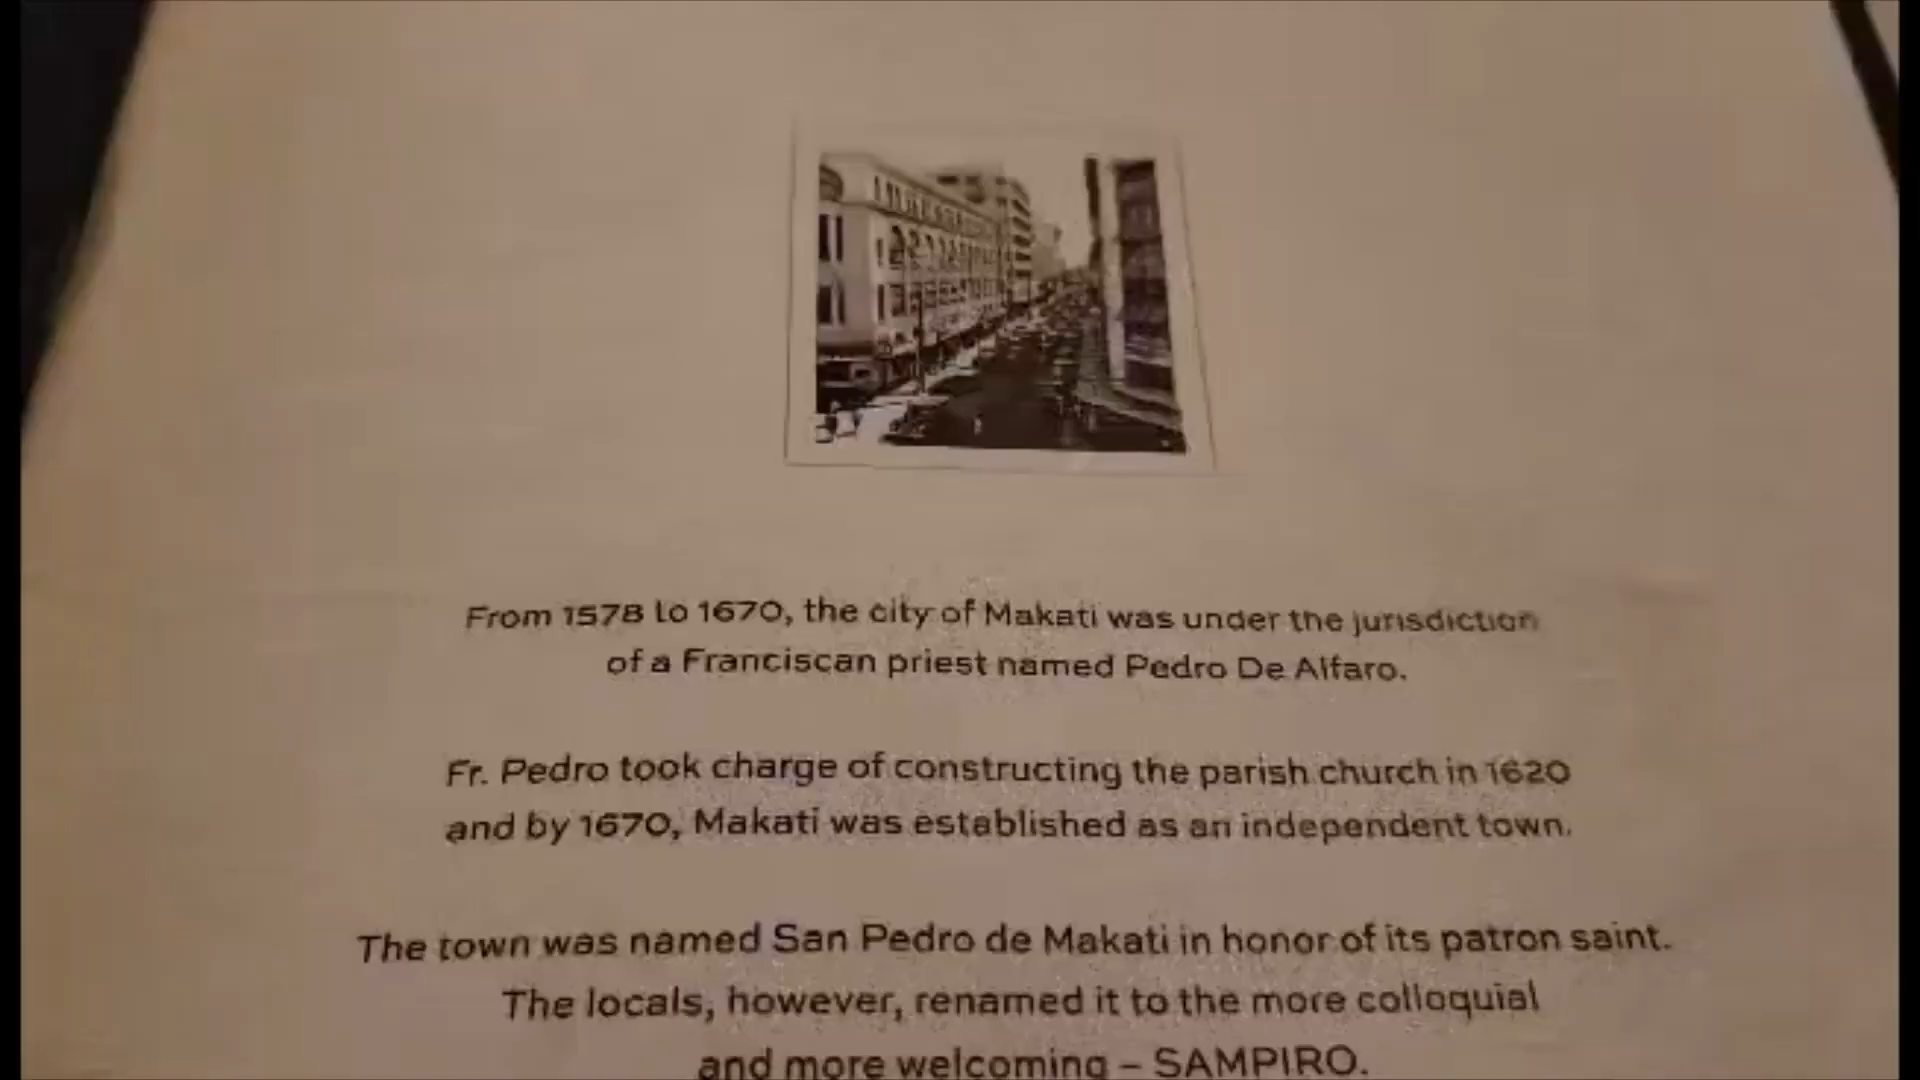 From 1578 to 1670, the city of Makati was under the jurisdiction
of a Franciscan priest named Pedro De Alfaro.
Fr. Pedro took charge of constructing the parish church in 1620
and by 1670, Makati was established as an independent town.
The town was named San Pedro de Makati in honor of its patron saint.
The locals, however, renamed it to the more colloquial
and more welcoming – SAMPIRO.